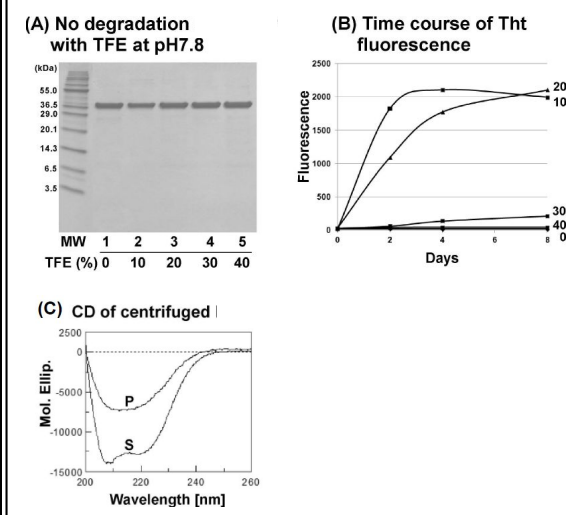 (A) No degradation
with TFE at pH7.8
(kDa)
55.0
36.5
29.0
20.1
14.3
6.5
3.5
MW 1 2 3 4 5
TFE (%) 0 10 20 30 40
(B) Time course of Tht
fluorescence
Fluorescence
2500
2000
1500
1000
500
0
0 2 4 6 8
Days
20
10
30
40
0
(C) CD of centrifuged
Mol. Ellip.
2500
0
-5000
-10000
-15000
P
S
200 220 240 260
Wavelength [nm]